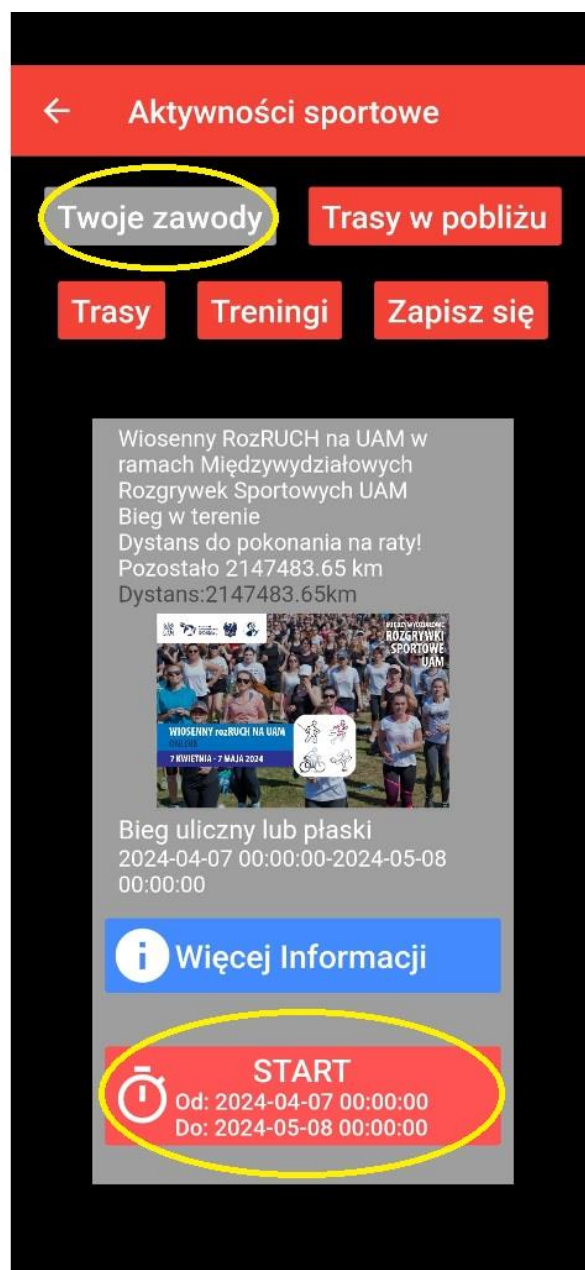 Aktywności sportowe
Twoje zawody
Trasy w pobliżu
Trasy
Treningi
Zapisz się
Wiosenny RozRUCH na UAM w
ramach Międzywydziałowych
Rozgrywek Sportowych UAM
Bieg w terenie
Dystans do pokonania na raty!
Pozostało 2147483.65 km
Dystans:2147483.65km
MIĘDZYWYDZIAŁOWE
ROZGRYWKI
SPORTOWE
UAM
WIOSENNY rozRUCH NA UAM
ONLINE
7 KWIETNIA - 7 MAJA 2024
Bieg uliczny lub płaski
2024-04-07 00:00:00-2024-05-08
00:00:00
Więcej Informacji
START
Od: 2024-04-07 00:00:00
Do: 2024-05-08 00:00:00